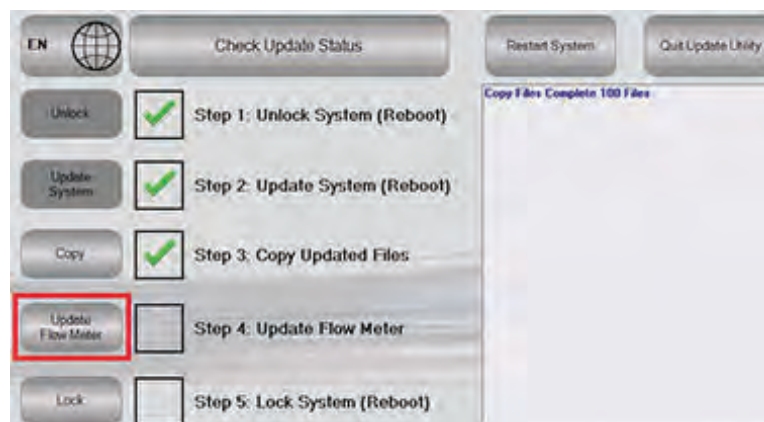 EN
Check Update Status
Restart System
Quit Update Utility
Copy Files Complete 100 Files
Unlock
Step 1: Unlock System (Reboot)
Update
System
Step 2: Update System (Reboot)
Copy
Step 3: Copy Updated Files
Update
Flow Meter
Step 4: Update Flow Meter
Lock
Step 5: Lock System (Reboot)